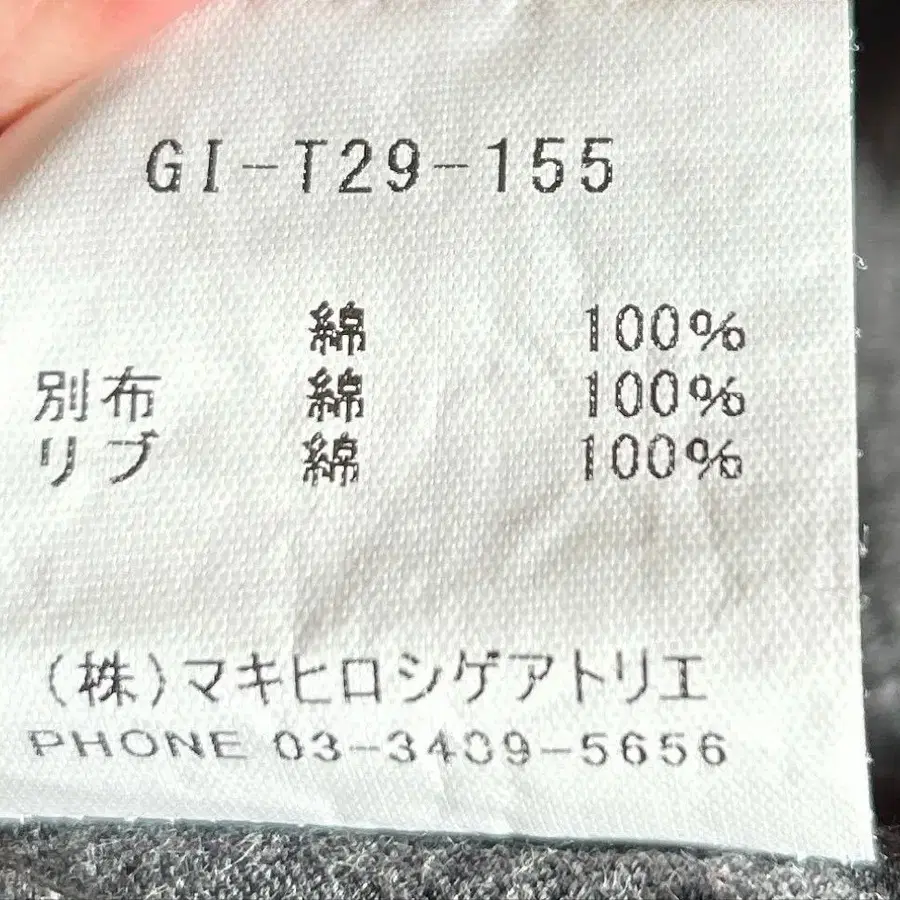 GI-T29-155
綿 100%
別布 綿 100%
リブ 綿 100%
(株)マキヒロシゲアトリエ
PHONE 03-3409-5656